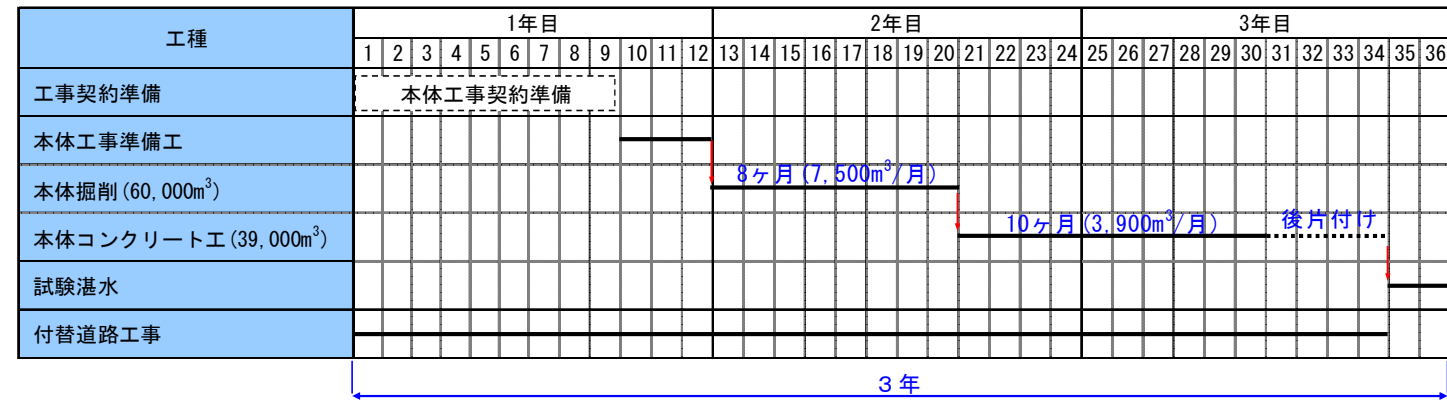 工種
1年目 2年目 3年目
1 2 3 4 5 6 7 8 9 10 11 12 13 14 15 16 17 18 19 20 21 22 23 24 25 26 27 28 29 30 31 32 33 34 35 36
工事契約準備 本体工事契約準備
本体工事準備工
本体掘削(60,000m³) 8ヶ月(7,500m³/月)
本体コンクリート工(39,000m³) 10ヶ月(3,900m³/月) 後片付け
試験湛水
付替道路工事
3年